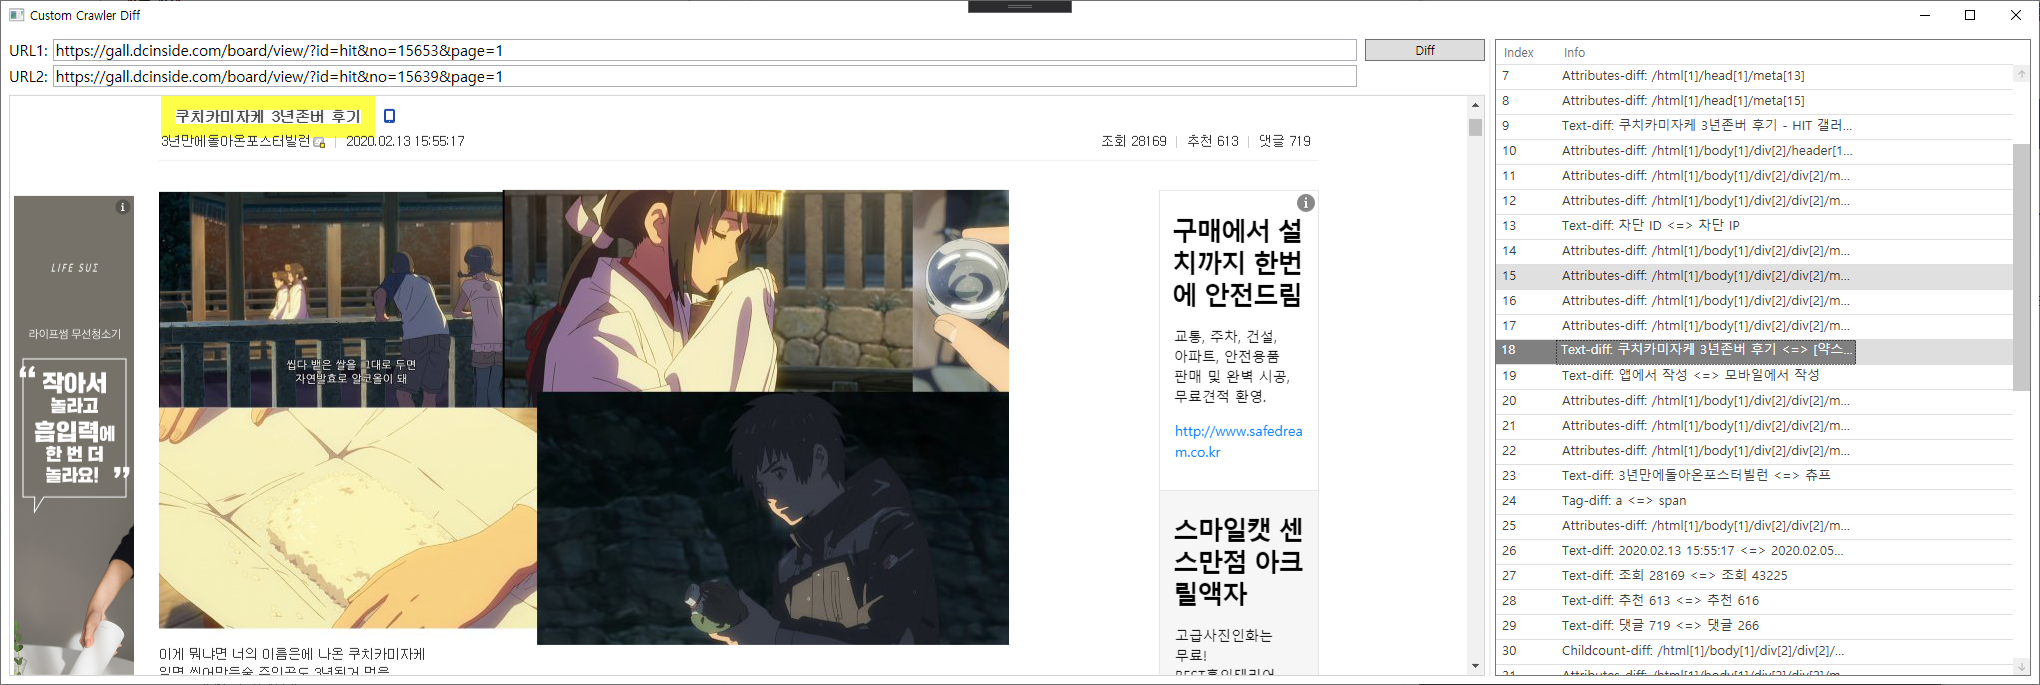 Custom Crawler Diff
URL1: https://gall.dcinside.com/board/view/?id=hit&no=15653&page=1
Diff
URL2: https://gall.dcinside.com/board/view/?id=hit&no=15639&page=1
쿠치카미자케 3년존버 후기
3년만에돌아온포스터빌런 2020.02.13 15:55:17
조회 28169 추천 613 댓글 719
LIFE SUM
라이프썸 무선청소기
“ 작아서
놀라고
흡입력에
한 번 더
놀라요! ”
씹다 뱉은 쌀을 그대로 두면
자연발효로 알코올이 돼
이게 뭐냐면 너의 이름은에 나온 쿠치카미자케
구매에서 설
치까지 한번
에 안전드림
교통, 주차, 건설,
아파트, 안전용품
판매 및 완벽 시공,
무료견적 환영.
http://www.safedrea
m.co.kr
스마일캣 센
스만점 아크
릴액자
고급사진인화는
무료!
Index Info
7 Attributes-diff: /html[1]/head[1]/meta[13]
8 Attributes-diff: /html[1]/head[1]/meta[15]
9 Text-diff: 쿠치카미자케 3년존버 후기 - HIT 갤러...
10 Attributes-diff: /html[1]/body[1]/div[2]/header[1...
11 Attributes-diff: /html[1]/body[1]/div[2]/div[2]/m...
12 Attributes-diff: /html[1]/body[1]/div[2]/div[2]/m...
13 Text-diff: 차단 ID <=> 차단 IP
14 Attributes-diff: /html[1]/body[1]/div[2]/div[2]/m...
15 Attributes-diff: /html[1]/body[1]/div[2]/div[2]/m...
16 Attributes-diff: /html[1]/body[1]/div[2]/div[2]/m...
17 Attributes-diff: /html[1]/body[1]/div[2]/div[2]/m...
18 Text-diff: 쿠치카미자케 3년존버 후기 <=> [약스...
19 Text-diff: 앱에서 작성 <=> 모바일에서 작성
20 Attributes-diff: /html[1]/body[1]/div[2]/div[2]/m...
21 Attributes-diff: /html[1]/body[1]/div[2]/div[2]/m...
22 Attributes-diff: /html[1]/body[1]/div[2]/div[2]/m...
23 Text-diff: 3년만에돌아온포스터빌런 <=> 츄프
24 Tag-diff: a <=> span
25 Attributes-diff: /html[1]/body[1]/div[2]/div[2]/m...
26 Text-diff: 2020.02.13 15:55:17 <=> 2020.02.05...
27 Text-diff: 조회 28169 <=> 조회 43225
28 Text-diff: 추천 613 <=> 추천 616
29 Text-diff: 댓글 719 <=> 댓글 266
30 Childcount-diff: /html[1]/body[1]/div[2]/div[2]/...